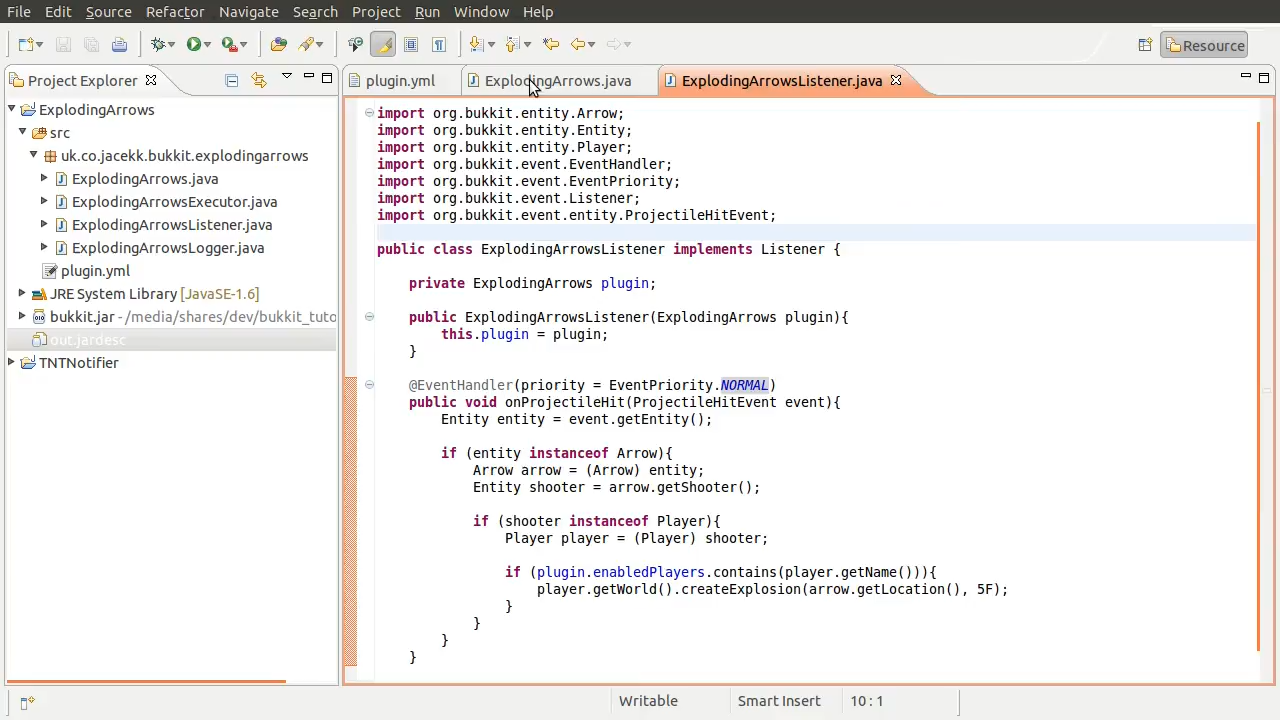 File Edit Source Refactor Navigate Search Project Run Window Help
Resource
Project Explorer
plugin.yml
ExplodingArrows.java
ExplodingArrowsListener.java
ExplodingArrows
src
uk.co.jacekk.bukkit.explodingarrows
ExplodingArrows.java
ExplodingArrowsExecutor.java
ExplodingArrowsListener.java
ExplodingArrowsLogger.java
plugin.yml
JRE System Library [JavaSE-1.6]
bukkit.jar - /media/shares/dev/bukkit_tuto
out.jardesc
TNTNotifier
import org.bukkit.entity.Arrow;
import org.bukkit.entity.Entity;
import org.bukkit.entity.Player;
import org.bukkit.event.EventHandler;
import org.bukkit.event.EventPriority;
import org.bukkit.event.Listener;
import org.bukkit.event.entity.ProjectileHitEvent;
public class ExplodingArrowsListener implements Listener {
private ExplodingArrows plugin;
public ExplodingArrowsListener(ExplodingArrows plugin){
this.plugin = plugin;
}
@EventHandler(priority = EventPriority.NORMAL)
public void onProjectileHit(ProjectileHitEvent event){
Entity entity = event.getEntity();
if (entity instanceof Arrow){
Arrow arrow = (Arrow) entity;
Entity shooter = arrow.getShooter();
if (shooter instanceof Player){
Player player = (Player) shooter;
if (plugin.enabledPlayers.contains(player.getName())){
player.getWorld().createExplosion(arrow.getLocation(), 5F);
}
}
}
}
Writable
Smart Insert
10 : 1